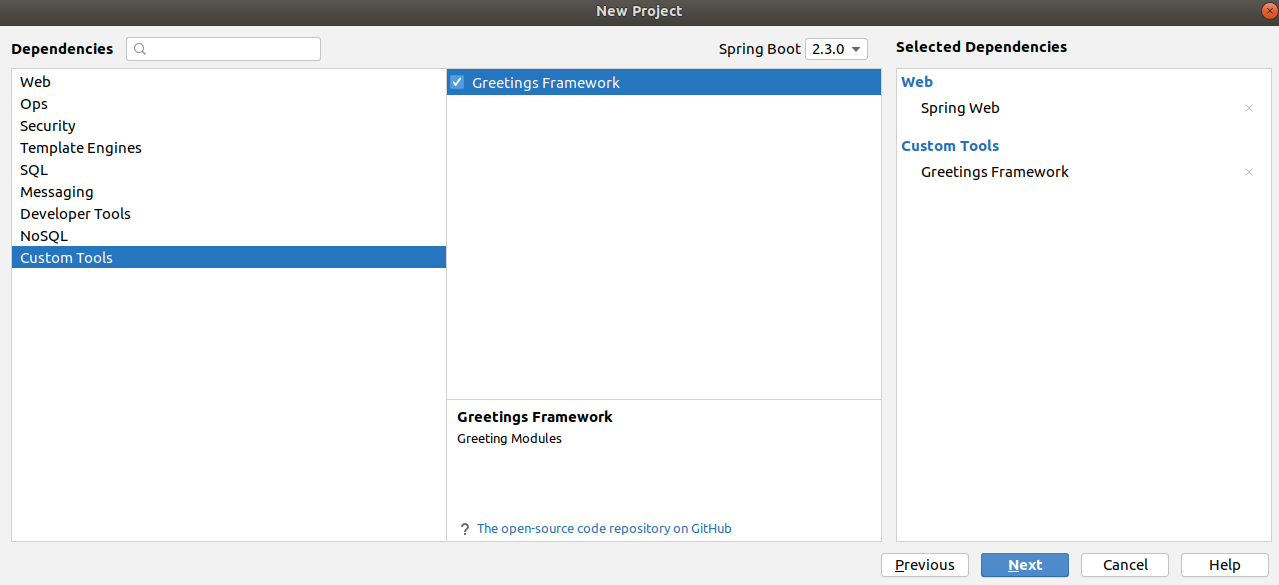 New Project
Dependencies
Spring Boot 2.3.0
Selected Dependencies
Web
Ops
Security
Template Engines
SQL
Messaging
Developer Tools
NoSQL
Custom Tools
Greetings Framework
Greetings Framework
Greeting Modules
? The open-source code repository on GitHub
Web
Spring Web
Custom Tools
Greetings Framework
Previous
Next
Cancel
Help